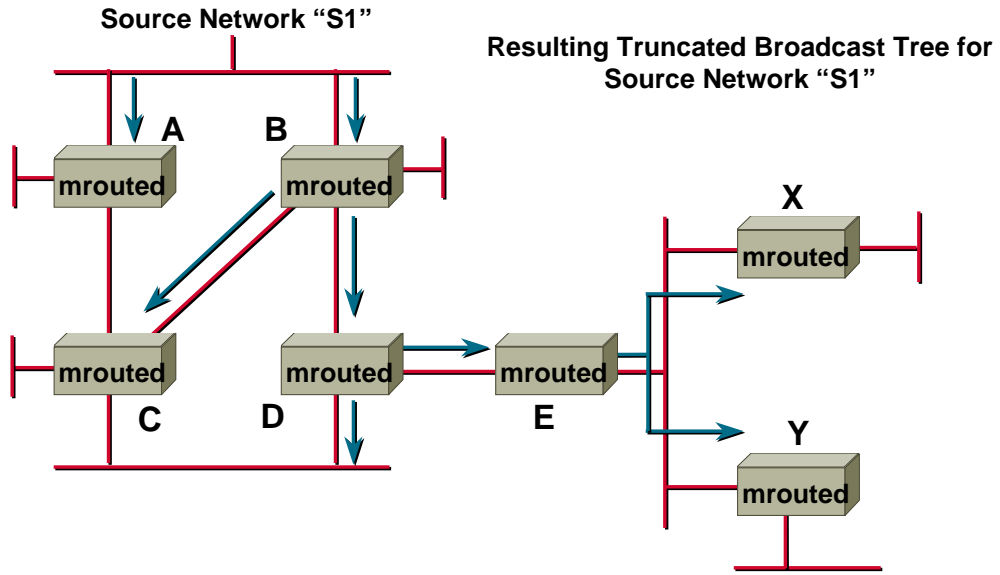 Source Network “S1”
Resulting Truncated Broadcast Tree for
Source Network “S1”
A
B
mrouted
mrouted
X
mrouted
mrouted
mrouted
mrouted
C
D
E
Y
mrouted